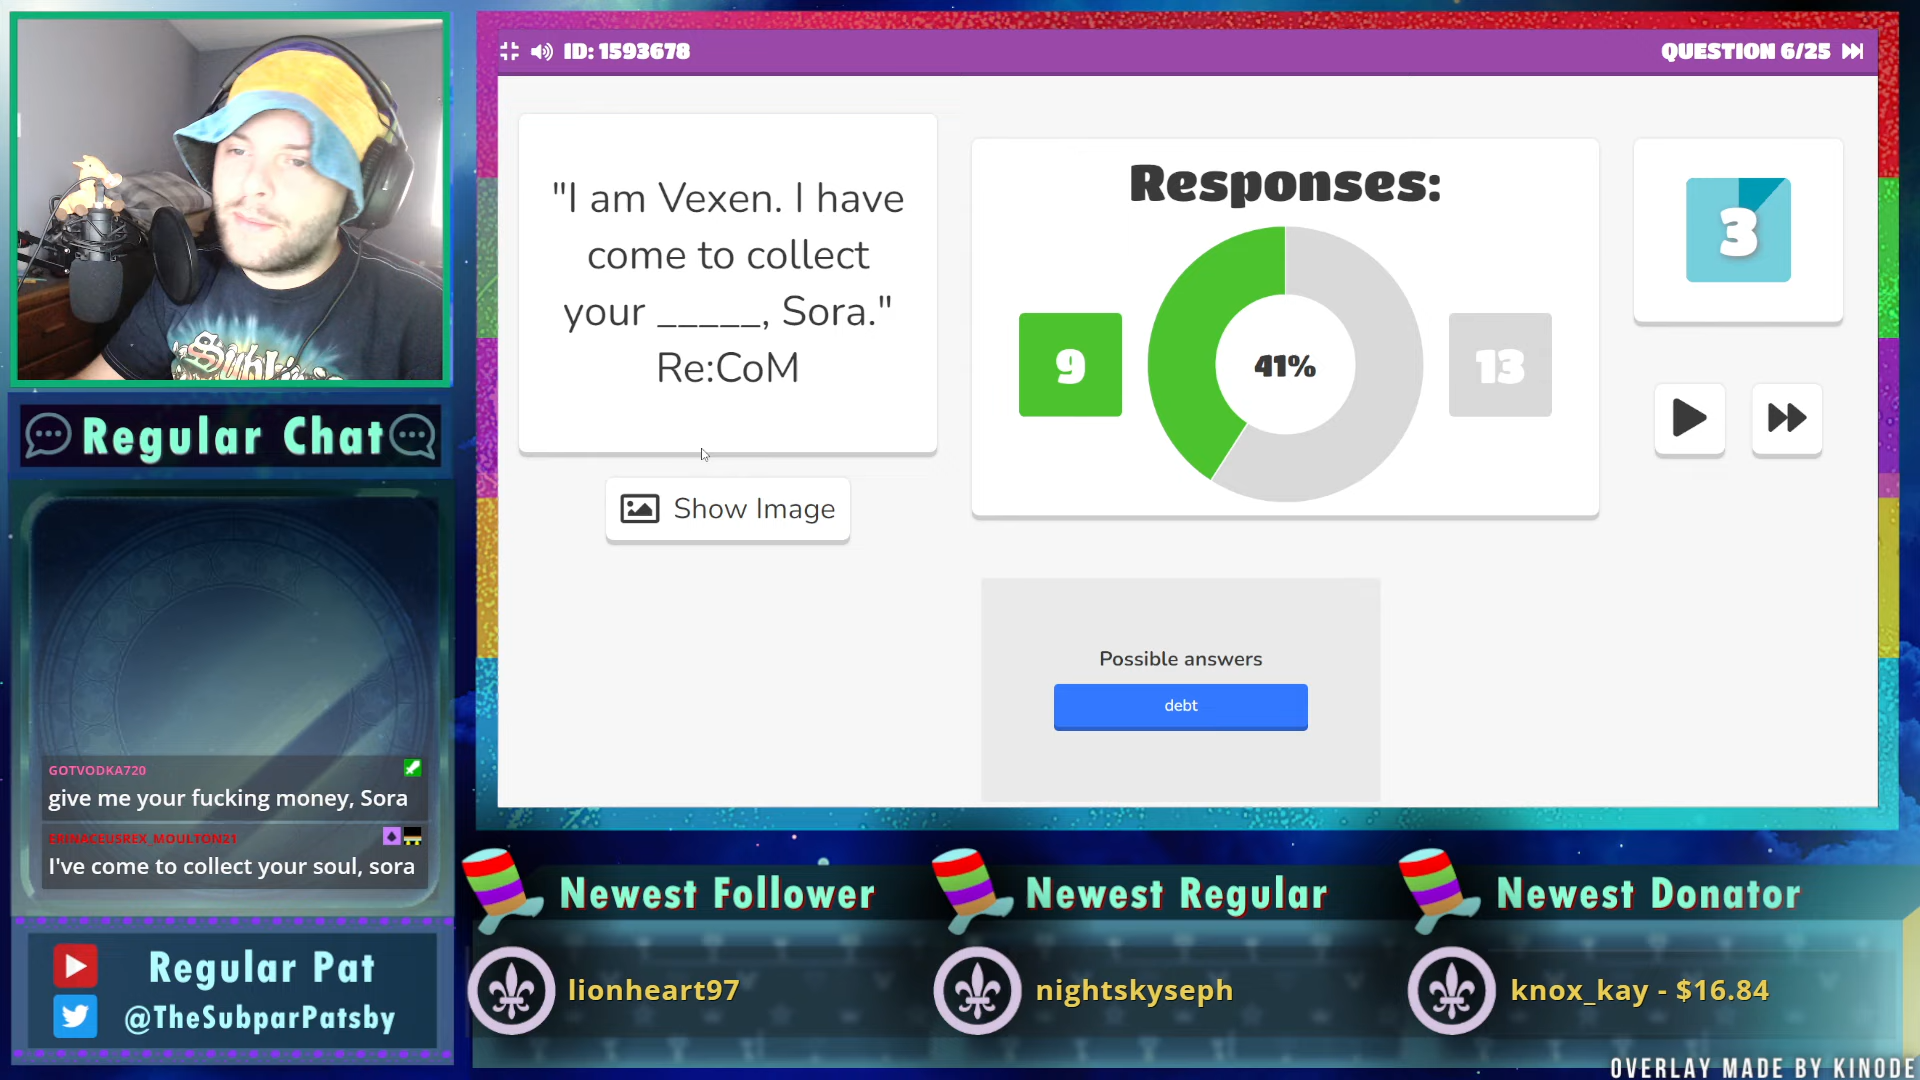 ID: 1593678
QUESTION 6/25
"I am Vexen. I have
come to collect
your _____, Sora."
Re:CoM
Show Image
Responses:
9
41%
13
3
Possible answers
debt
Regular Chat
GOTVODKA720
give me your fucking money, Sora
ERINACEUSREX_MOULTON21
I've come to collect your soul, sora
Regular Pat
@TheSubparPatsby
Newest Follower
lionheart97
Newest Regular
nightskyseph
Newest Donator
knox_kay - $16.84
OVERLAY MADE BY KINODE